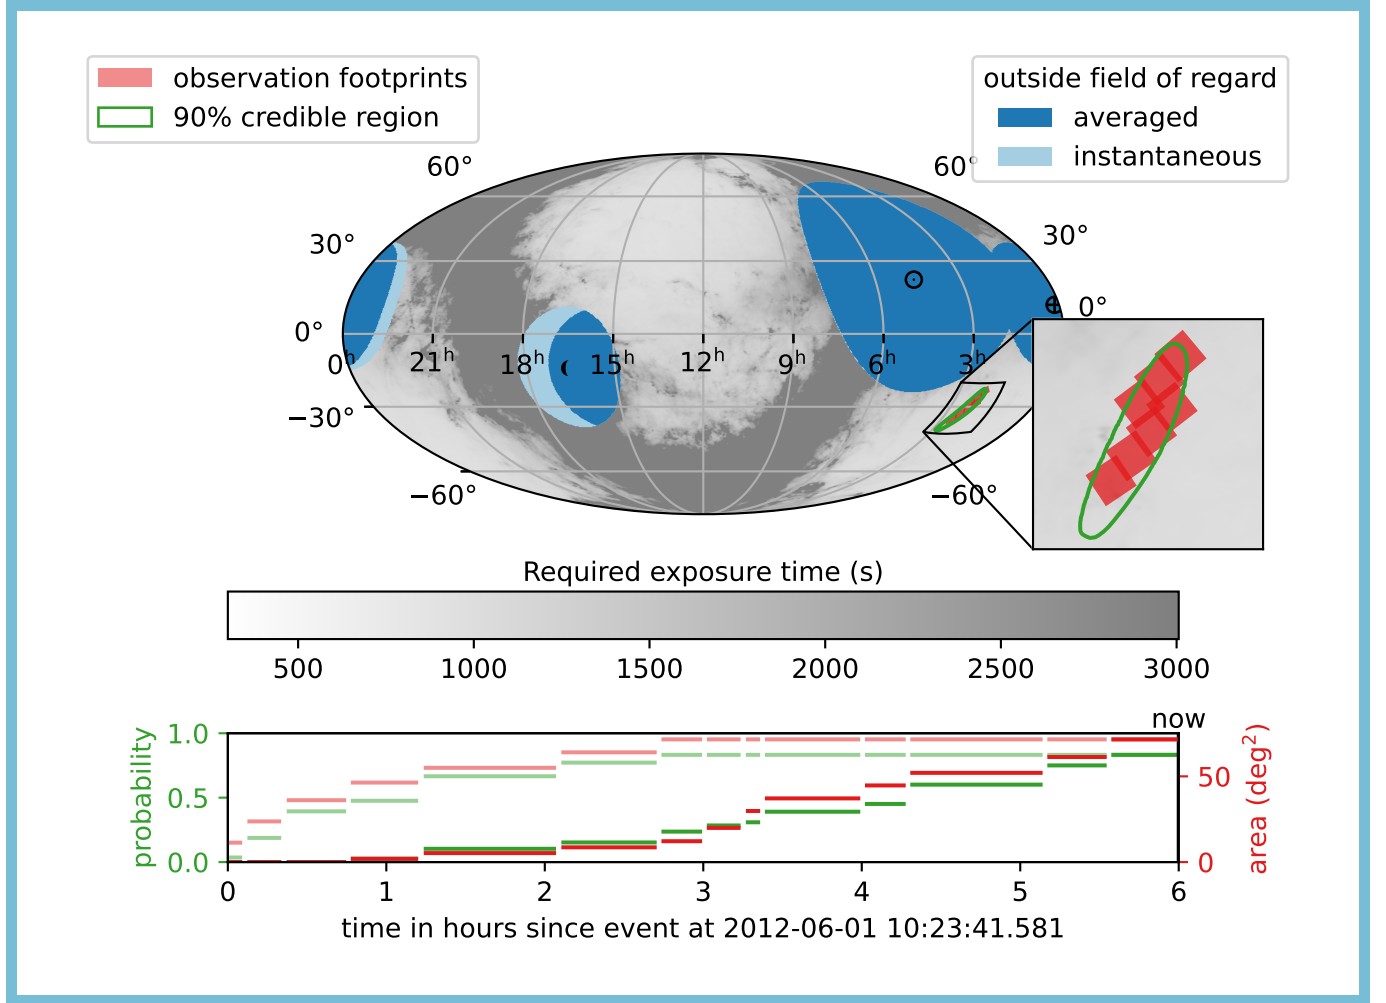 observation footprints
90% credible region
outside field of regard
averaged
instantaneous
60°
60°
30°
30°
0°
0°
0h
21h
18h
15h
12h
9h
6h
3h
−30°
−60°
−60°
Required exposure time (s)
500
1000
1500
2000
2500
3000
now
probability
1.0
0.5
0.0
50
0
area (deg²)
0
1
2
3
4
5
6
time in hours since event at 2012-06-01 10:23:41.581